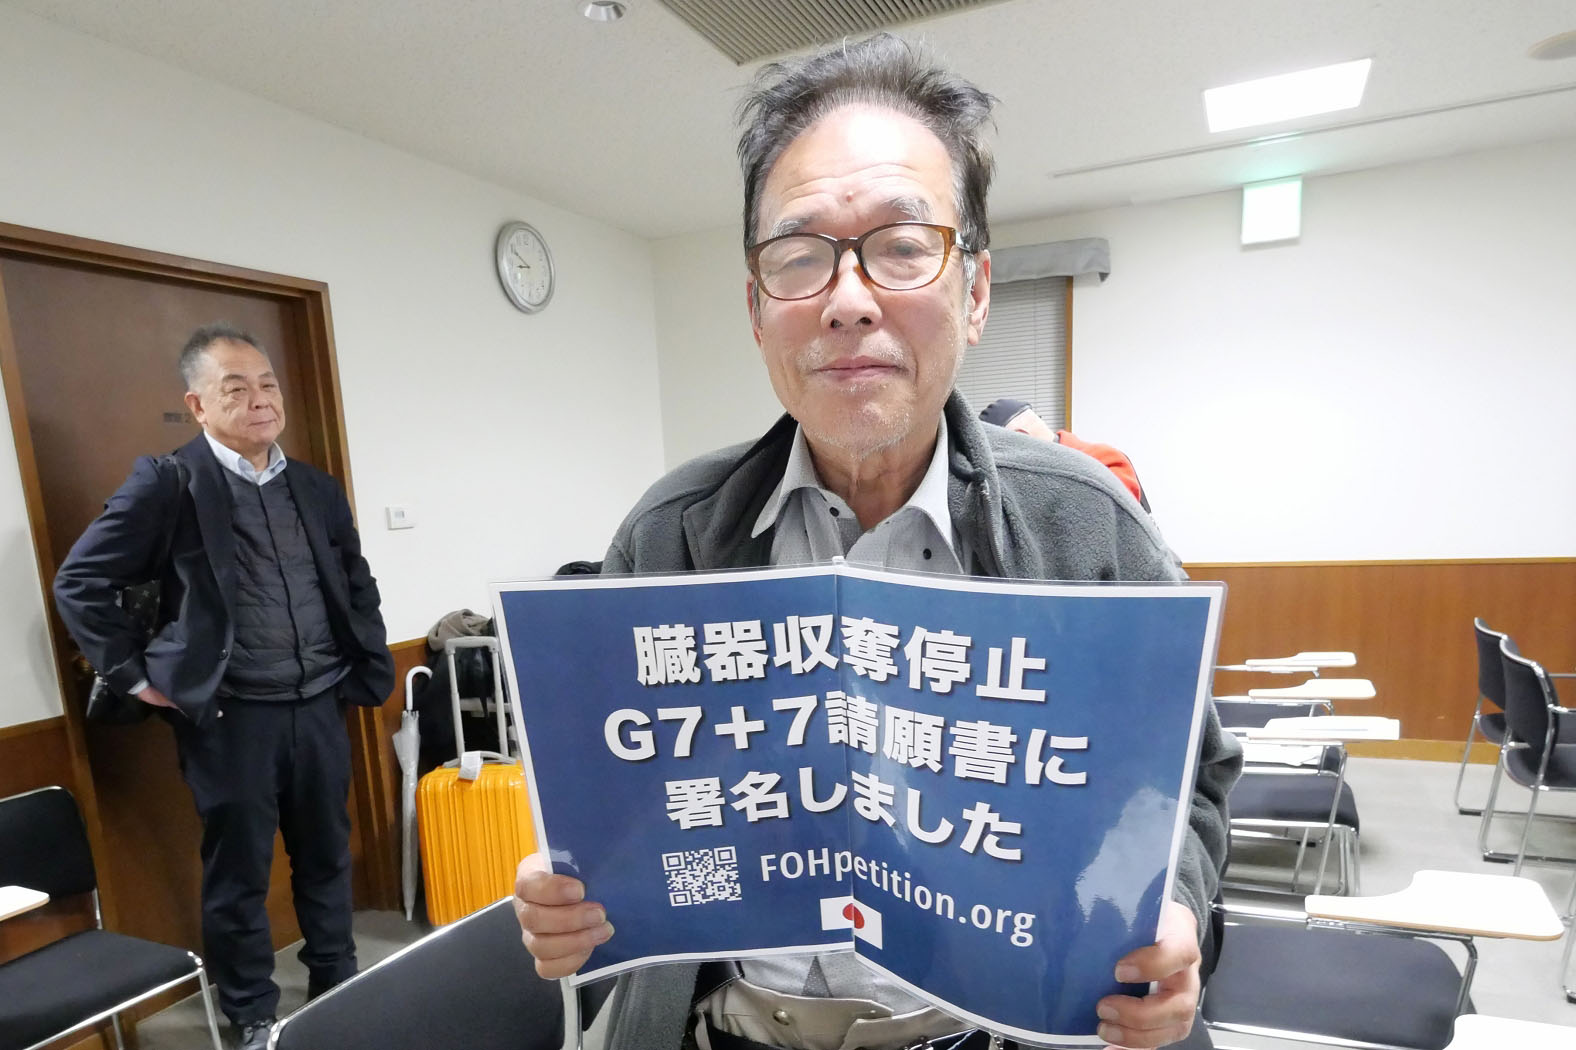 臓器収奪停止
G7+7請願書に
署名しました
FOHpetition.org